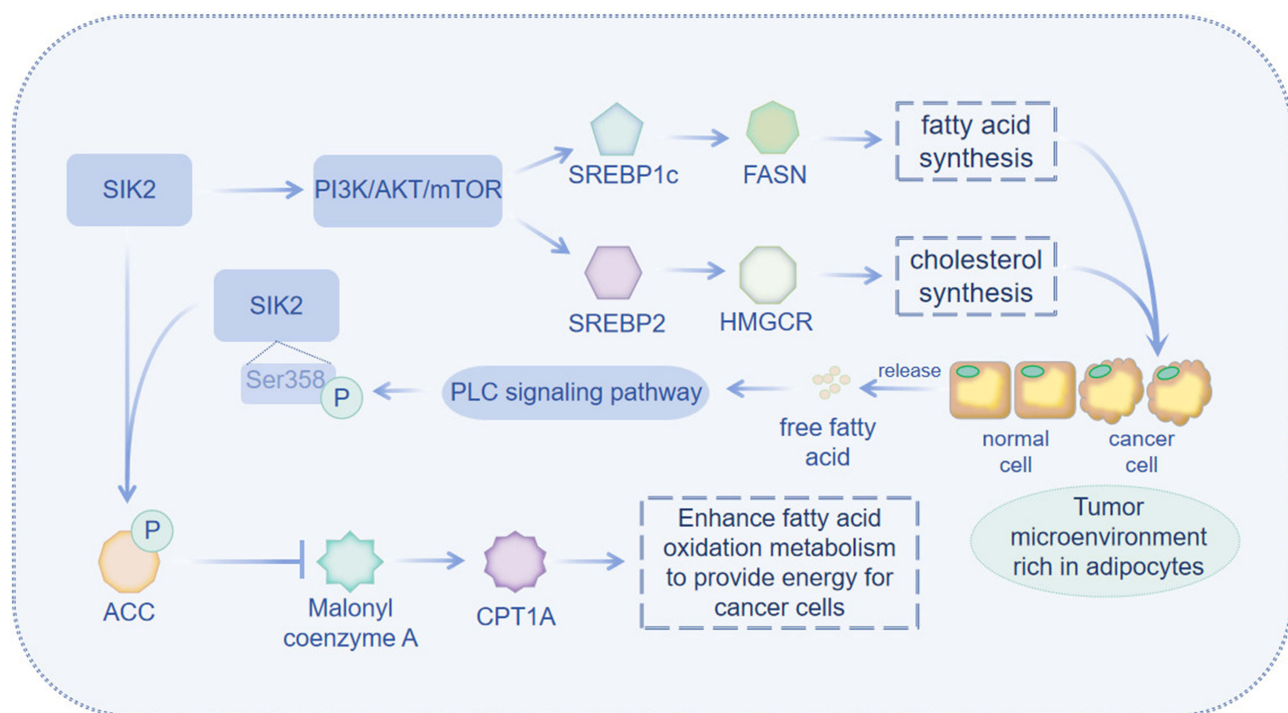 SIK2
PI3K/AKT/mTOR
SREBP1c
FASN
fatty acid
synthesis
SREBP2
HMGCR
cholesterol
synthesis
SIK2
Ser358
P
PLC signaling pathway
free fatty
acid
release
normal
cell
cancer
cell
Tumor
microenvironment
rich in adipocytes
P
ACC
Malonyl
coenzyme A
CPT1A
Enhance fatty acid
oxidation metabolism
to provide energy for
cancer cells